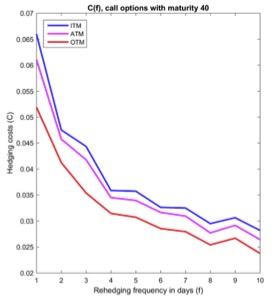 C(f), call options with maturity 40
0.07
0.065
0.06
0.055
0.05
0.045
0.04
0.035
0.03
0.025
0.02
Hedging costs (C)
ITM
ATM
OTM
1 2 3 4 5 6 7 8 9 10
Rehedging frequency in days (f)